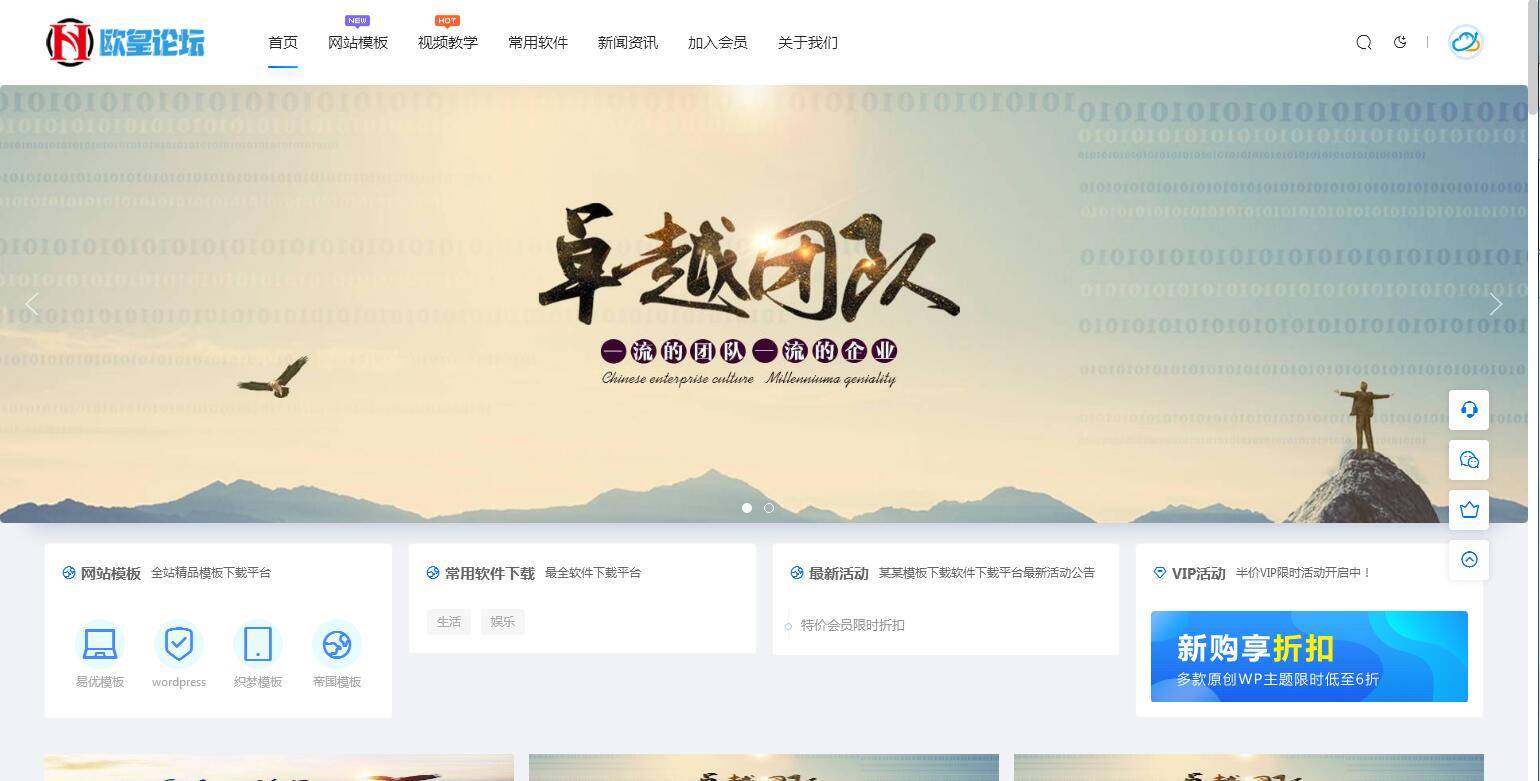 欧皇论坛
首页
NEW
网站模板
HOT
视频教学
常用软件
新闻资讯
加入会员
关于我们
卓越团队
一流的团队一流的企业
Chinese enterprise culture Millenniuma geniality
网站模板 全站精品模板下载平台
易优模板
wordpress
织梦模板
帝国模板
常用软件下载 最全软件下载平台
生活
娱乐
最新活动 某某模板下载软件下载平台最新活动公告
特价会员限时折扣
VIP活动 半价VIP限时活动开启中！
新购享折扣
多款原创WP主题限时低至6折